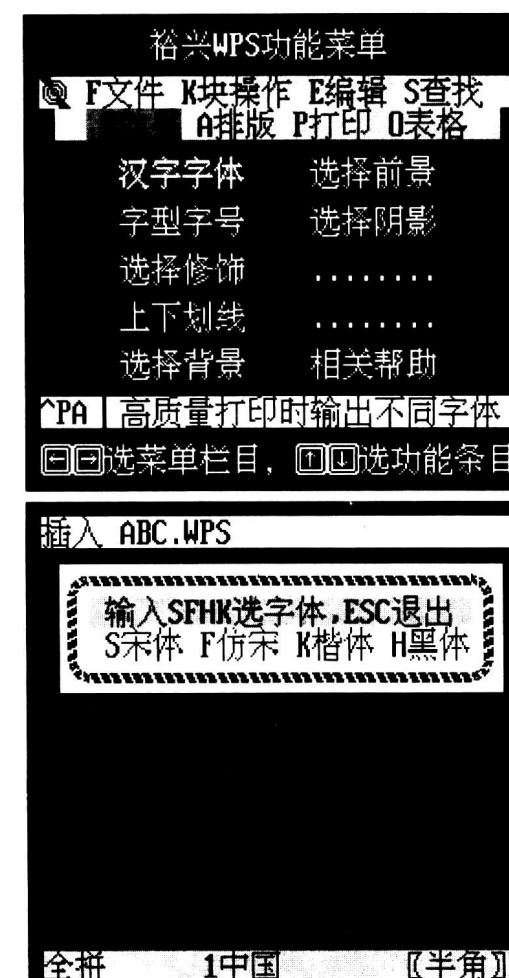 裕兴WPS功能菜单
F文件 K块操作 E编辑 S查找
A排版 P打印 O表格
汉字字体 选择前景
字型字号 选择阴影
选择修饰 ........
上下划线 ........
选择背景 相关帮助
^PA 高质量打印时输出不同字体
←→选菜单栏目, ↑↓选功能条目
插入 ABC.WPS
输入SFHK选字体,ESC退出
S宋体 F仿宋 K楷体 H黑体
全拼 1中国 〖半角〗